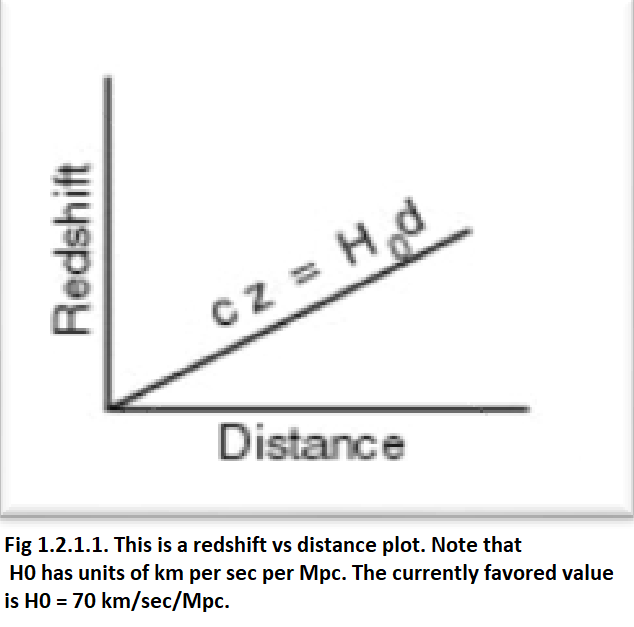 Redshift
cz = H₀d
Distance
Fig 1.2.1.1. This is a redshift vs distance plot. Note that
H0 has units of km per sec per Mpc. The currently favored value
is H0 = 70 km/sec/Mpc.